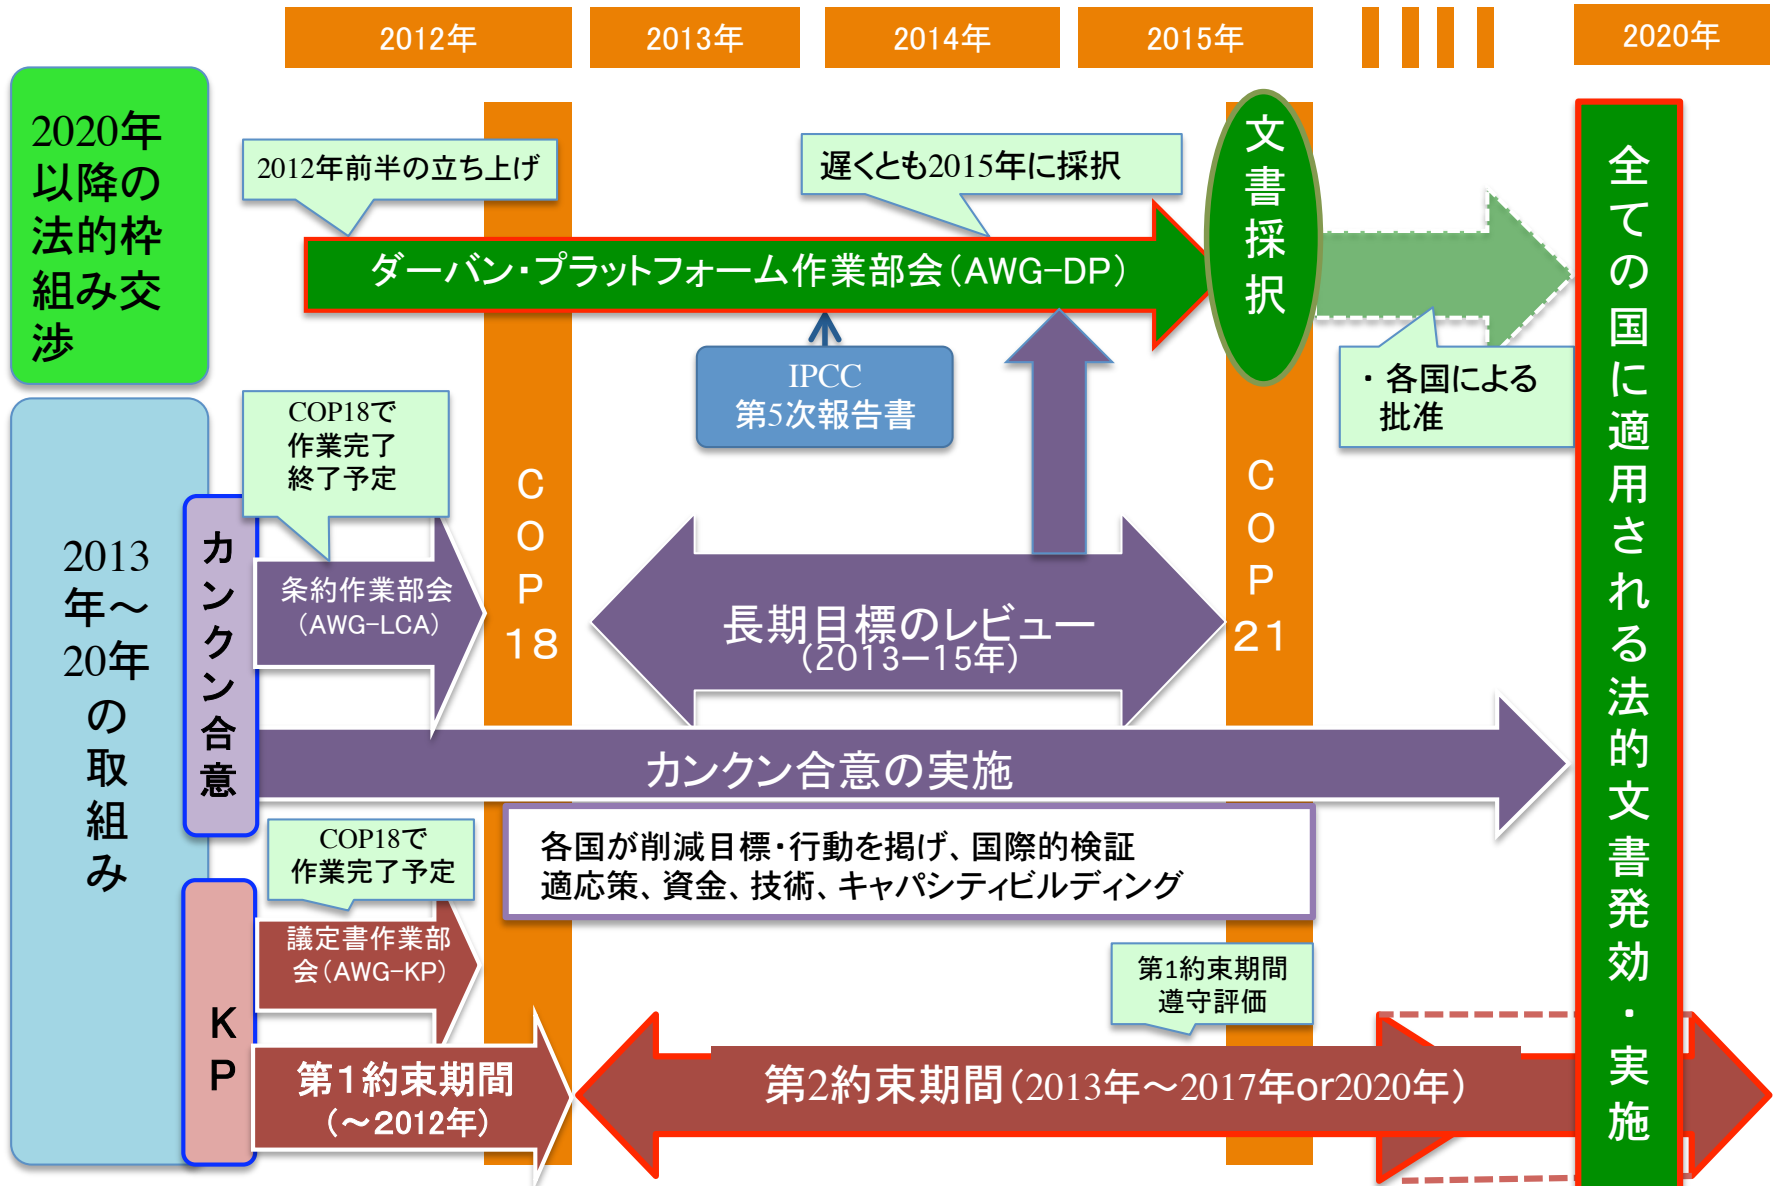 2012年
2013年
2014年
2015年
2020年
2020年
以降の
法的枠
組み交
渉
2012年前半の立ち上げ
遅くとも2015年に採択
文書採択
ダーバン・プラットフォーム作業部会（AWG-DP）
IPCC
第5次報告書
・各国による
批准
全ての国に適用される法的文書発効・実施
2013
年～
20年
の
取
組
み
カンクン合意
COP18で
作業完了
終了予定
条約作業部会
（AWG-LCA）
COP
18
長期目標のレビュー
（2013－15年）
COP
21
カンクン合意の実施
各国が削減目標・行動を掲げ、国際的検証
適応策、資金、技術、キャパシティビルディング
KP
COP18で
作業完了予定
議定書作業部
会（AWG-KP）
第1約束期間
遵守評価
第１約束期間
（～2012年）
第2約束期間（2013年～2017年or2020年）